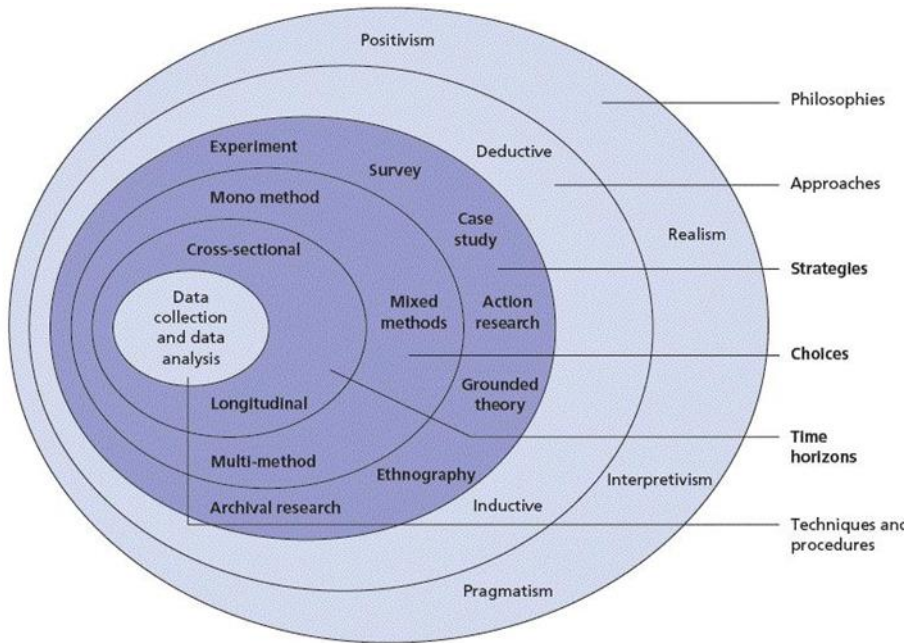 Positivism
Philosophies
Experiment
Deductive
Survey
Approaches
Mono method
Case
study
Realism
Cross-sectional
Strategies
Data
collection
and data
analysis
Mixed
methods
Action
research
Choices
Grounded
theory
Longitudinal
Time
horizons
Multi-method
Ethnography
Interpretivism
Archival research
Inductive
Techniques and
procedures
Pragmatism